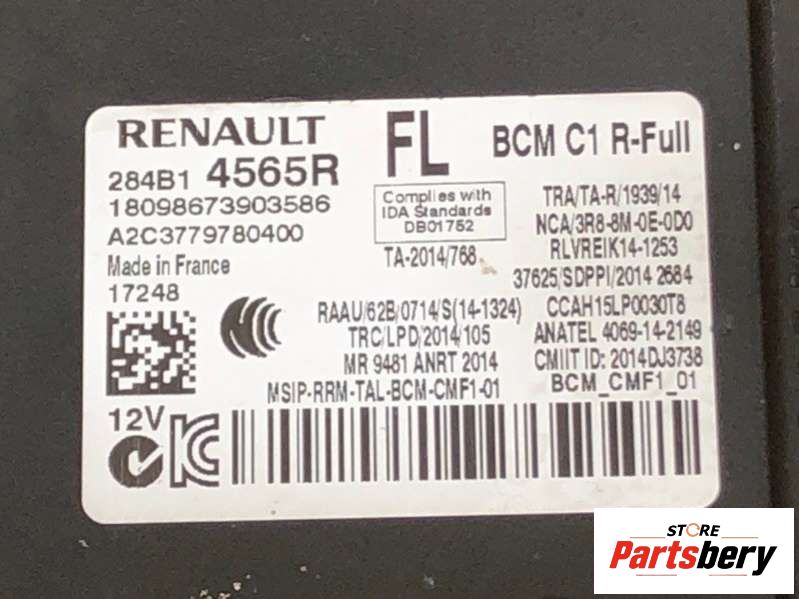 RENAULT
FL
BCM C1 R-Full
284B1 4565R
18098673903586
A2C3779780400
Made in France
17248
Complies with
IDA Standards
DB01752
TA-2014/768
TRA/TA-R/1939/14
NCA/3R8-8M-0E-0D0
RLVREIK14-1253
37625/SDPPI/2014 2684
RAAU/62B/0714/S(14-1324)
CCAH15LP0030T8
TRC/LPD/2014/105
ANATEL 4069-14-2149
MR 9481 ANRT 2014
CMIIT ID: 2014DJ3738
MSIP-RRM-TAL-BCM-CMF1-01
BCM_CMF1_01
12V
STORE
Partsbery